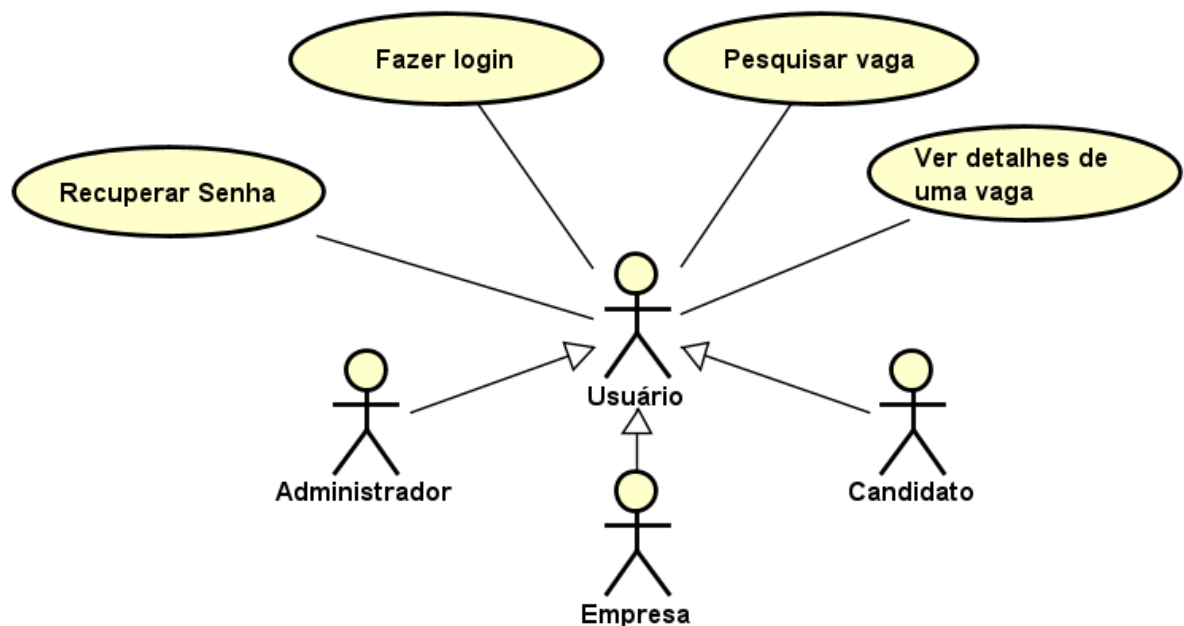 Fazer login
Pesquisar vaga
Ver detalhes de
uma vaga
Recuperar Senha
Usuário
Administrador
Candidato
Empresa